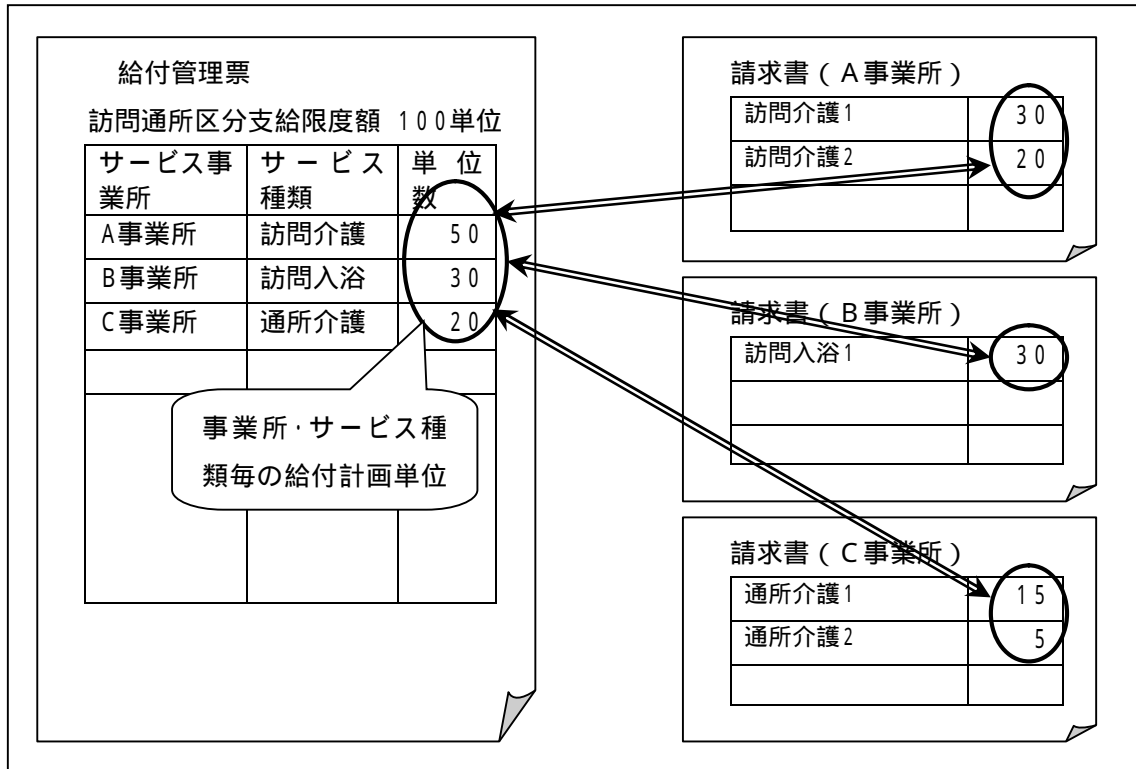 給付管理票
訪問通所区分支給限度額 100単位
サービス事業所 サービス種類 単位数
A事業所 訪問介護 50
B事業所 訪問入浴 30
C事業所 通所介護 20
事業所・サービス種
類毎の給付計画単位
請求書(A事業所)
訪問介護1 30
訪問介護2 20
請求書(B事業所)
訪問入浴1 30
請求書(C事業所)
通所介護1 15
通所介護2 5